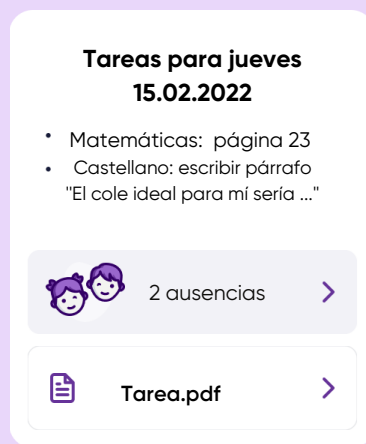 Tareas para jueves
15.02.2022
• Matemáticas: página 23
• Castellano: escribir párrafo
"El cole ideal para mí sería ..."
2 ausencias
Tarea.pdf